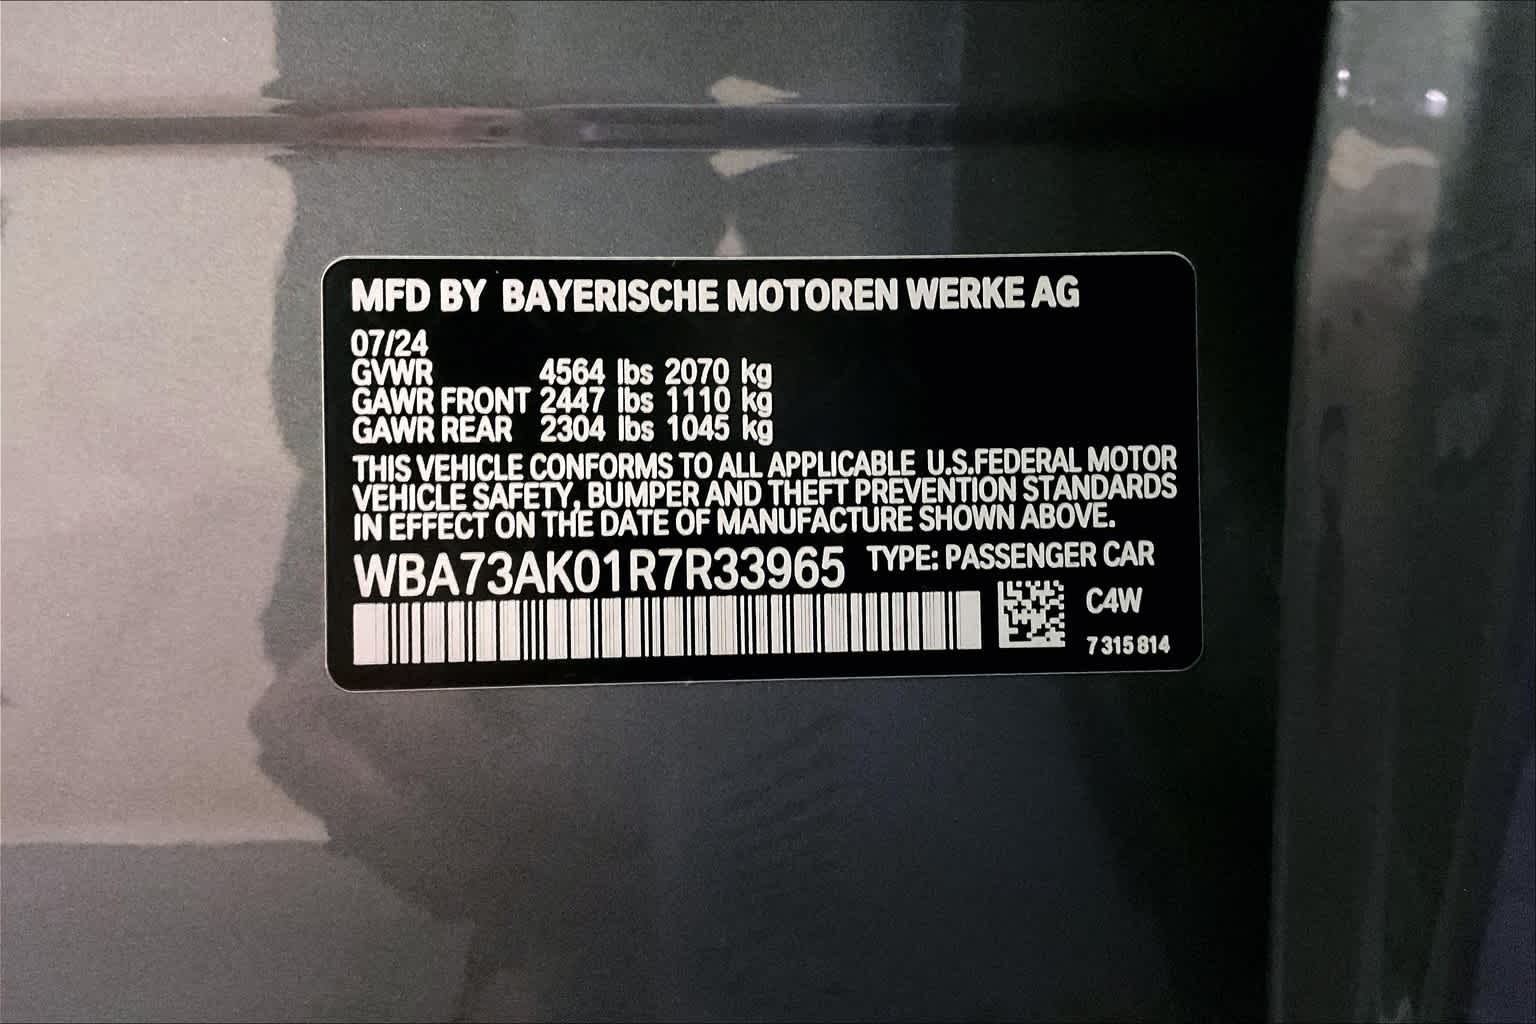 MFD BY BAYERISCHE MOTOREN WERKE AG
07/24
GVWR 4564 lbs 2070 kg
GAWR FRONT 2447 lbs 1110 kg
GAWR REAR 2304 lbs 1045 kg
THIS VEHICLE CONFORMS TO ALL APPLICABLE U.S.FEDERAL MOTOR
VEHICLE SAFETY, BUMPER AND THEFT PREVENTION STANDARDS
IN EFFECT ON THE DATE OF MANUFACTURE SHOWN ABOVE.
WBA73AK01R7R33965 TYPE: PASSENGER CAR
C4W
7 315 814